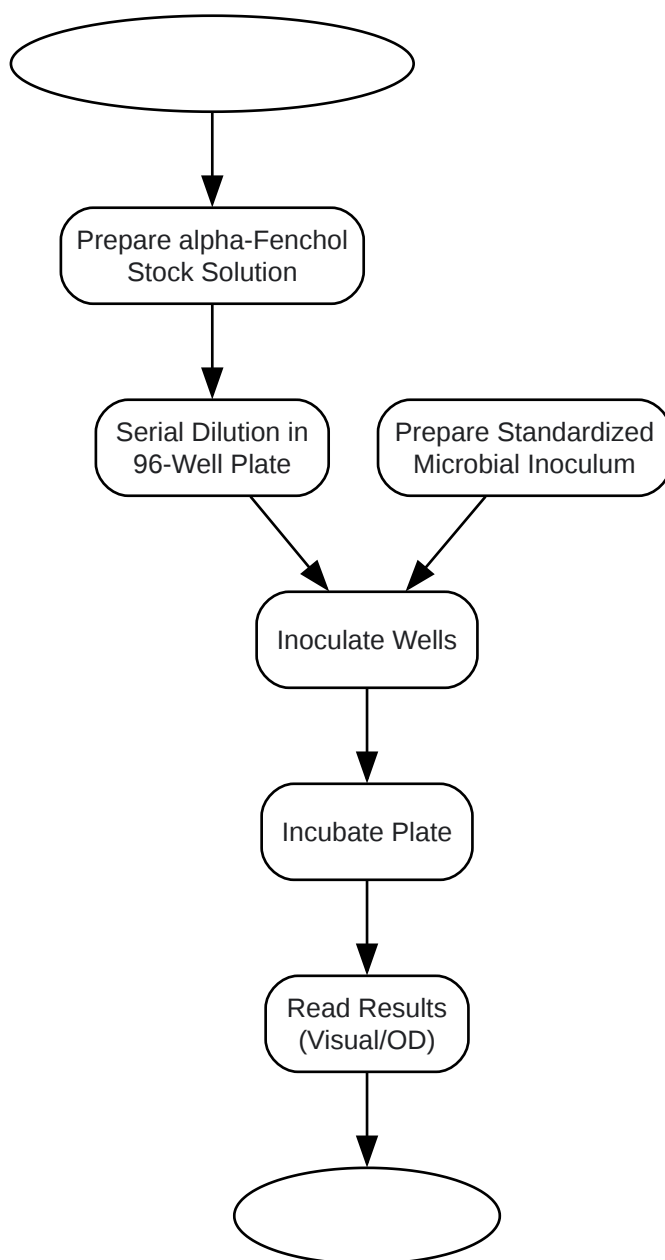 Prepare alpha-Fenchol
Stock Solution
Serial Dilution in
96-Well Plate
Prepare Standardized
Microbial Inoculum
Inoculate Wells
Incubate Plate
Read Results
(Visual/OD)